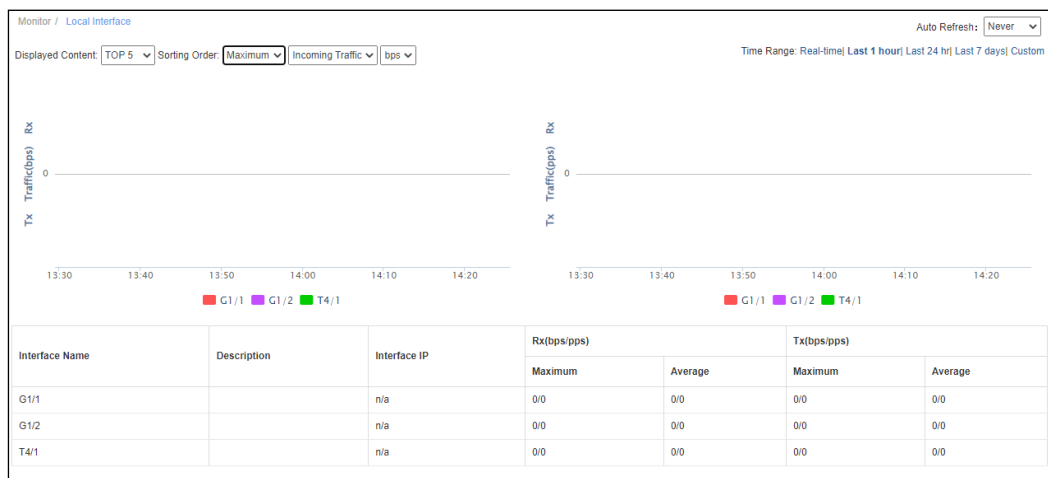 Monitor / Local Interface
Auto Refresh: Never
Displayed Content: TOP 5 Sorting Order: Maximum Incoming Traffic bps
Time Range: Real-time| Last 1 hour| Last 24 hr| Last 7 days| Custom
Tx Traffic(bps) Rx
0
13:30 13:40 13:50 14:00 14:10 14:20
G1/1 G1/2 T4/1
Tx Traffic(pps) Rx
0
13:30 13:40 13:50 14:00 14:10 14:20
G1/1 G1/2 T4/1
Interface Name Description Interface IP Rx(bps/pps) Tx(bps/pps)
Maximum Average Maximum Average
G1/1 n/a 0/0 0/0 0/0 0/0
G1/2 n/a 0/0 0/0 0/0 0/0
T4/1 n/a 0/0 0/0 0/0 0/0